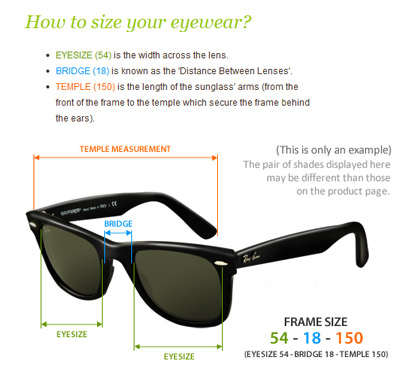 How to size your eyewear?
• EYESIZE (54) is the width across the lens.
• BRIDGE (18) is known as the 'Distance Between Lenses'.
• TEMPLE (150) is the length of the sunglass' arms (from the
front of the frame to the temple which secure the frame behind
the ears).
TEMPLE MEASUREMENT
(This is only an example)
The pair of shades displayed here
may be different than those
on the product page.
WAYFARER
BRIDGE
Ray-Ban
EYESIZE
EYESIZE
FRAME SIZE
54 - 18 - 150
(EYESIZE 54 - BRIDGE 18 - TEMPLE 150)